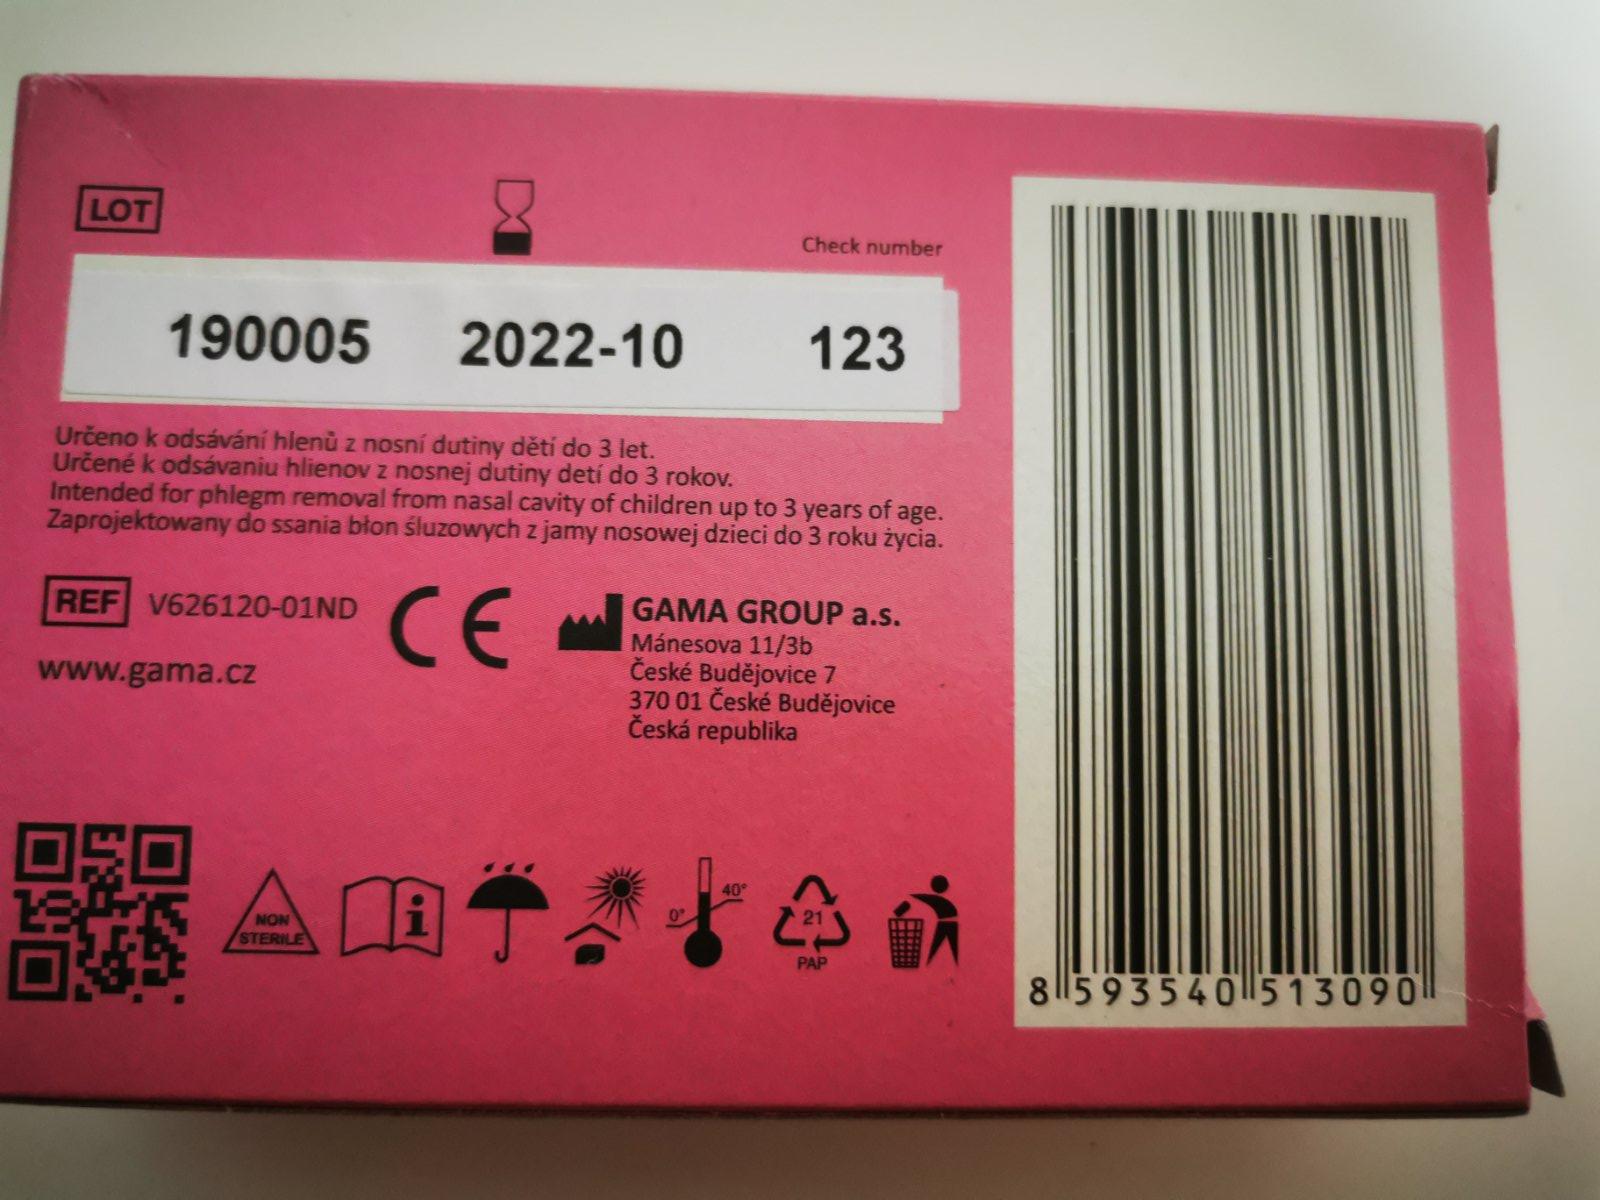 LOT
Check number
190005 2022-10 123
Určeno k odsávání hlenů z nosní dutiny dětí do 3 let.
Určené k odsávaniu hlienov z nosnej dutiny detí do 3 rokov.
Intended for phlegm removal from nasal cavity of children up to 3 years of age.
Zaprojektowany do ssania błon śluzowych z jamy nosowej dzieci do 3 roku życia.
REF V626120-01ND
www.gama.cz
CE
GAMA GROUP a.s.
Mánesova 11/3b
České Budějovice 7
370 01 České Budějovice
Česká republika
NON
STERILE
i
0° 40°
21
PAP
8 593540 513090